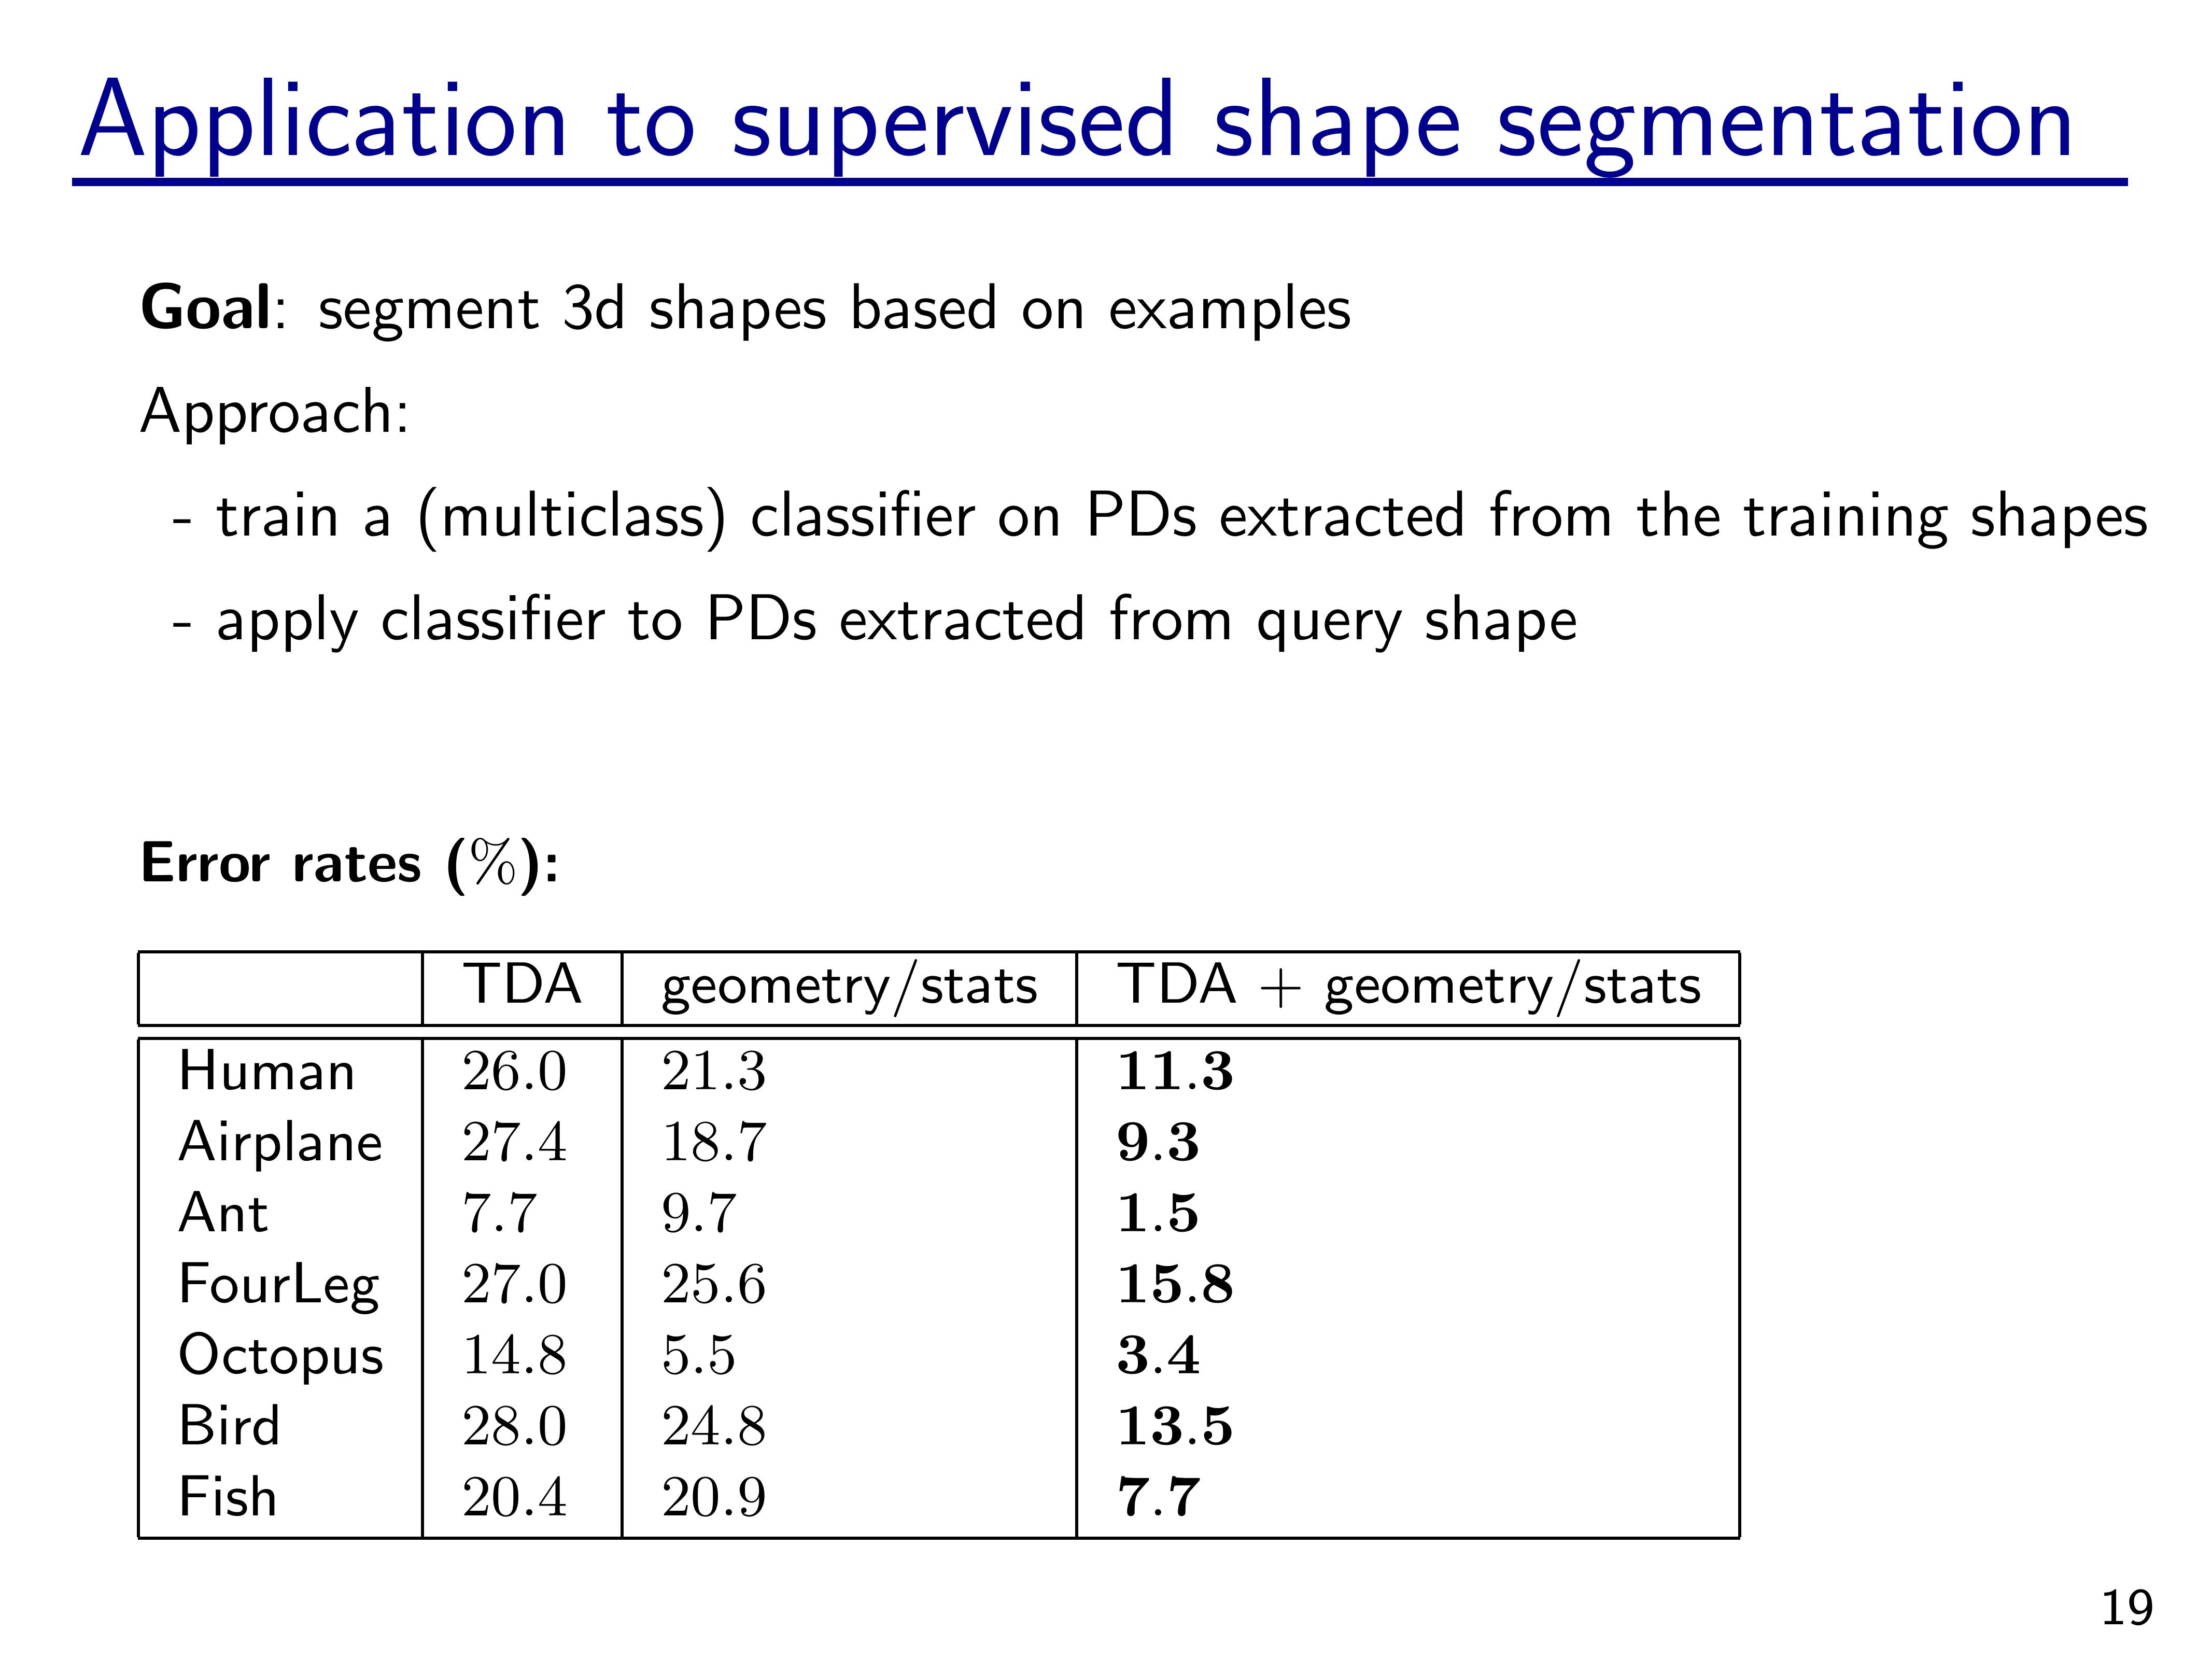 Application to supervised shape segmentation
Goal: segment 3d shapes based on examples
Approach:
- train a (multiclass) classifier on PDs extracted from the training shapes
- apply classifier to PDs extracted from query shape
Error rates (%):
TDA geometry/stats TDA + geometry/stats
Human 26.0 21.3 11.3
Airplane 27.4 18.7 9.3
Ant 7.7 9.7 1.5
FourLeg 27.0 25.6 15.8
Octopus 14.8 5.5 3.4
Bird 28.0 24.8 13.5
Fish 20.4 20.9 7.7
19